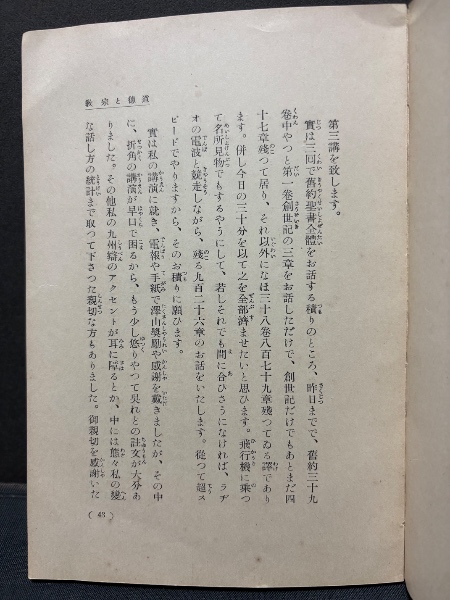 第三講を致します。
實は三回で舊約聖書全體をお話する積りのところ、昨日までで、舊約三十九
卷中やつと第一卷創世記の三章をお話しただけで、創世記だけでもあとまだ四
十七章殘つて居り、それ以外になほ三十八卷八百七十九章殘つてゐる譯であり
ます。併し今日の三十分を以て之を全部濟ませたいと思ひます。飛行機に乘つ
て名所見物でもするやうにして、若しそれでも間に合ひさうになければ、ラヂ
オの電波と競走しながら、殘る九百二十六章のお話をいたします。從つて超ス
ピードでやりますから、そのお積りに願ひます。
實は私の講演に就き、電報や手紙で澤山奬勵や感謝を戴きましたが、その中
に、折角の講演が早口で困るから、もう少し悠りやつて呉れとの註文が大分あ
りました。その他私の九州辯のアクセントが耳に障るとか、中には態々私の變
な話し方の統計まで取つて下さつた親切な方もありました。御親切を感謝いた
道德と宗敎
( 43 )